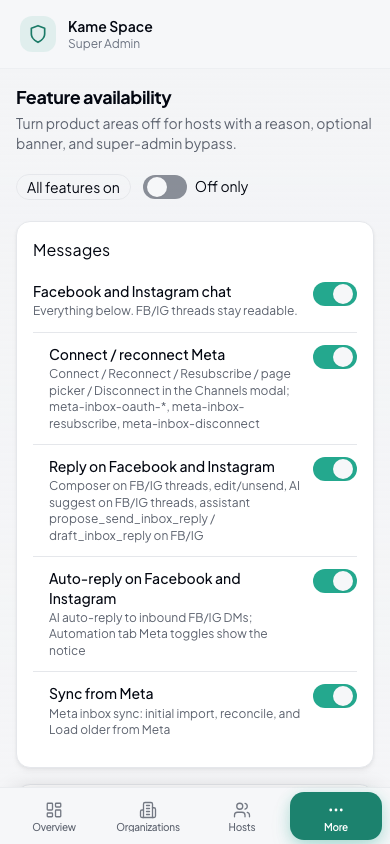 Kame Space
Super Admin
Feature availability
Turn product areas off for hosts with a reason, optional
banner, and super-admin bypass.
All features on
Off only
Messages
Facebook and Instagram chat
Everything below. FB/IG threads stay readable.
Connect / reconnect Meta
Connect / Reconnect / Resubscribe / page
picker / Disconnect in the Channels modal;
meta-inbox-oauth-*, meta-inbox-
resubscribe, meta-inbox-disconnect
Reply on Facebook and Instagram
Composer on FB/IG threads, edit/unsend, AI
suggest on FB/IG threads, assistant
propose_send_inbox_reply /
draft_inbox_reply on FB/IG
Auto-reply on Facebook and
Instagram
AI auto-reply to inbound FB/IG DMs;
Automation tab Meta toggles show the
notice
Sync from Meta
Meta inbox sync: initial import, reconcile, and
Load older from Meta
Overview
Organizations
Hosts
More